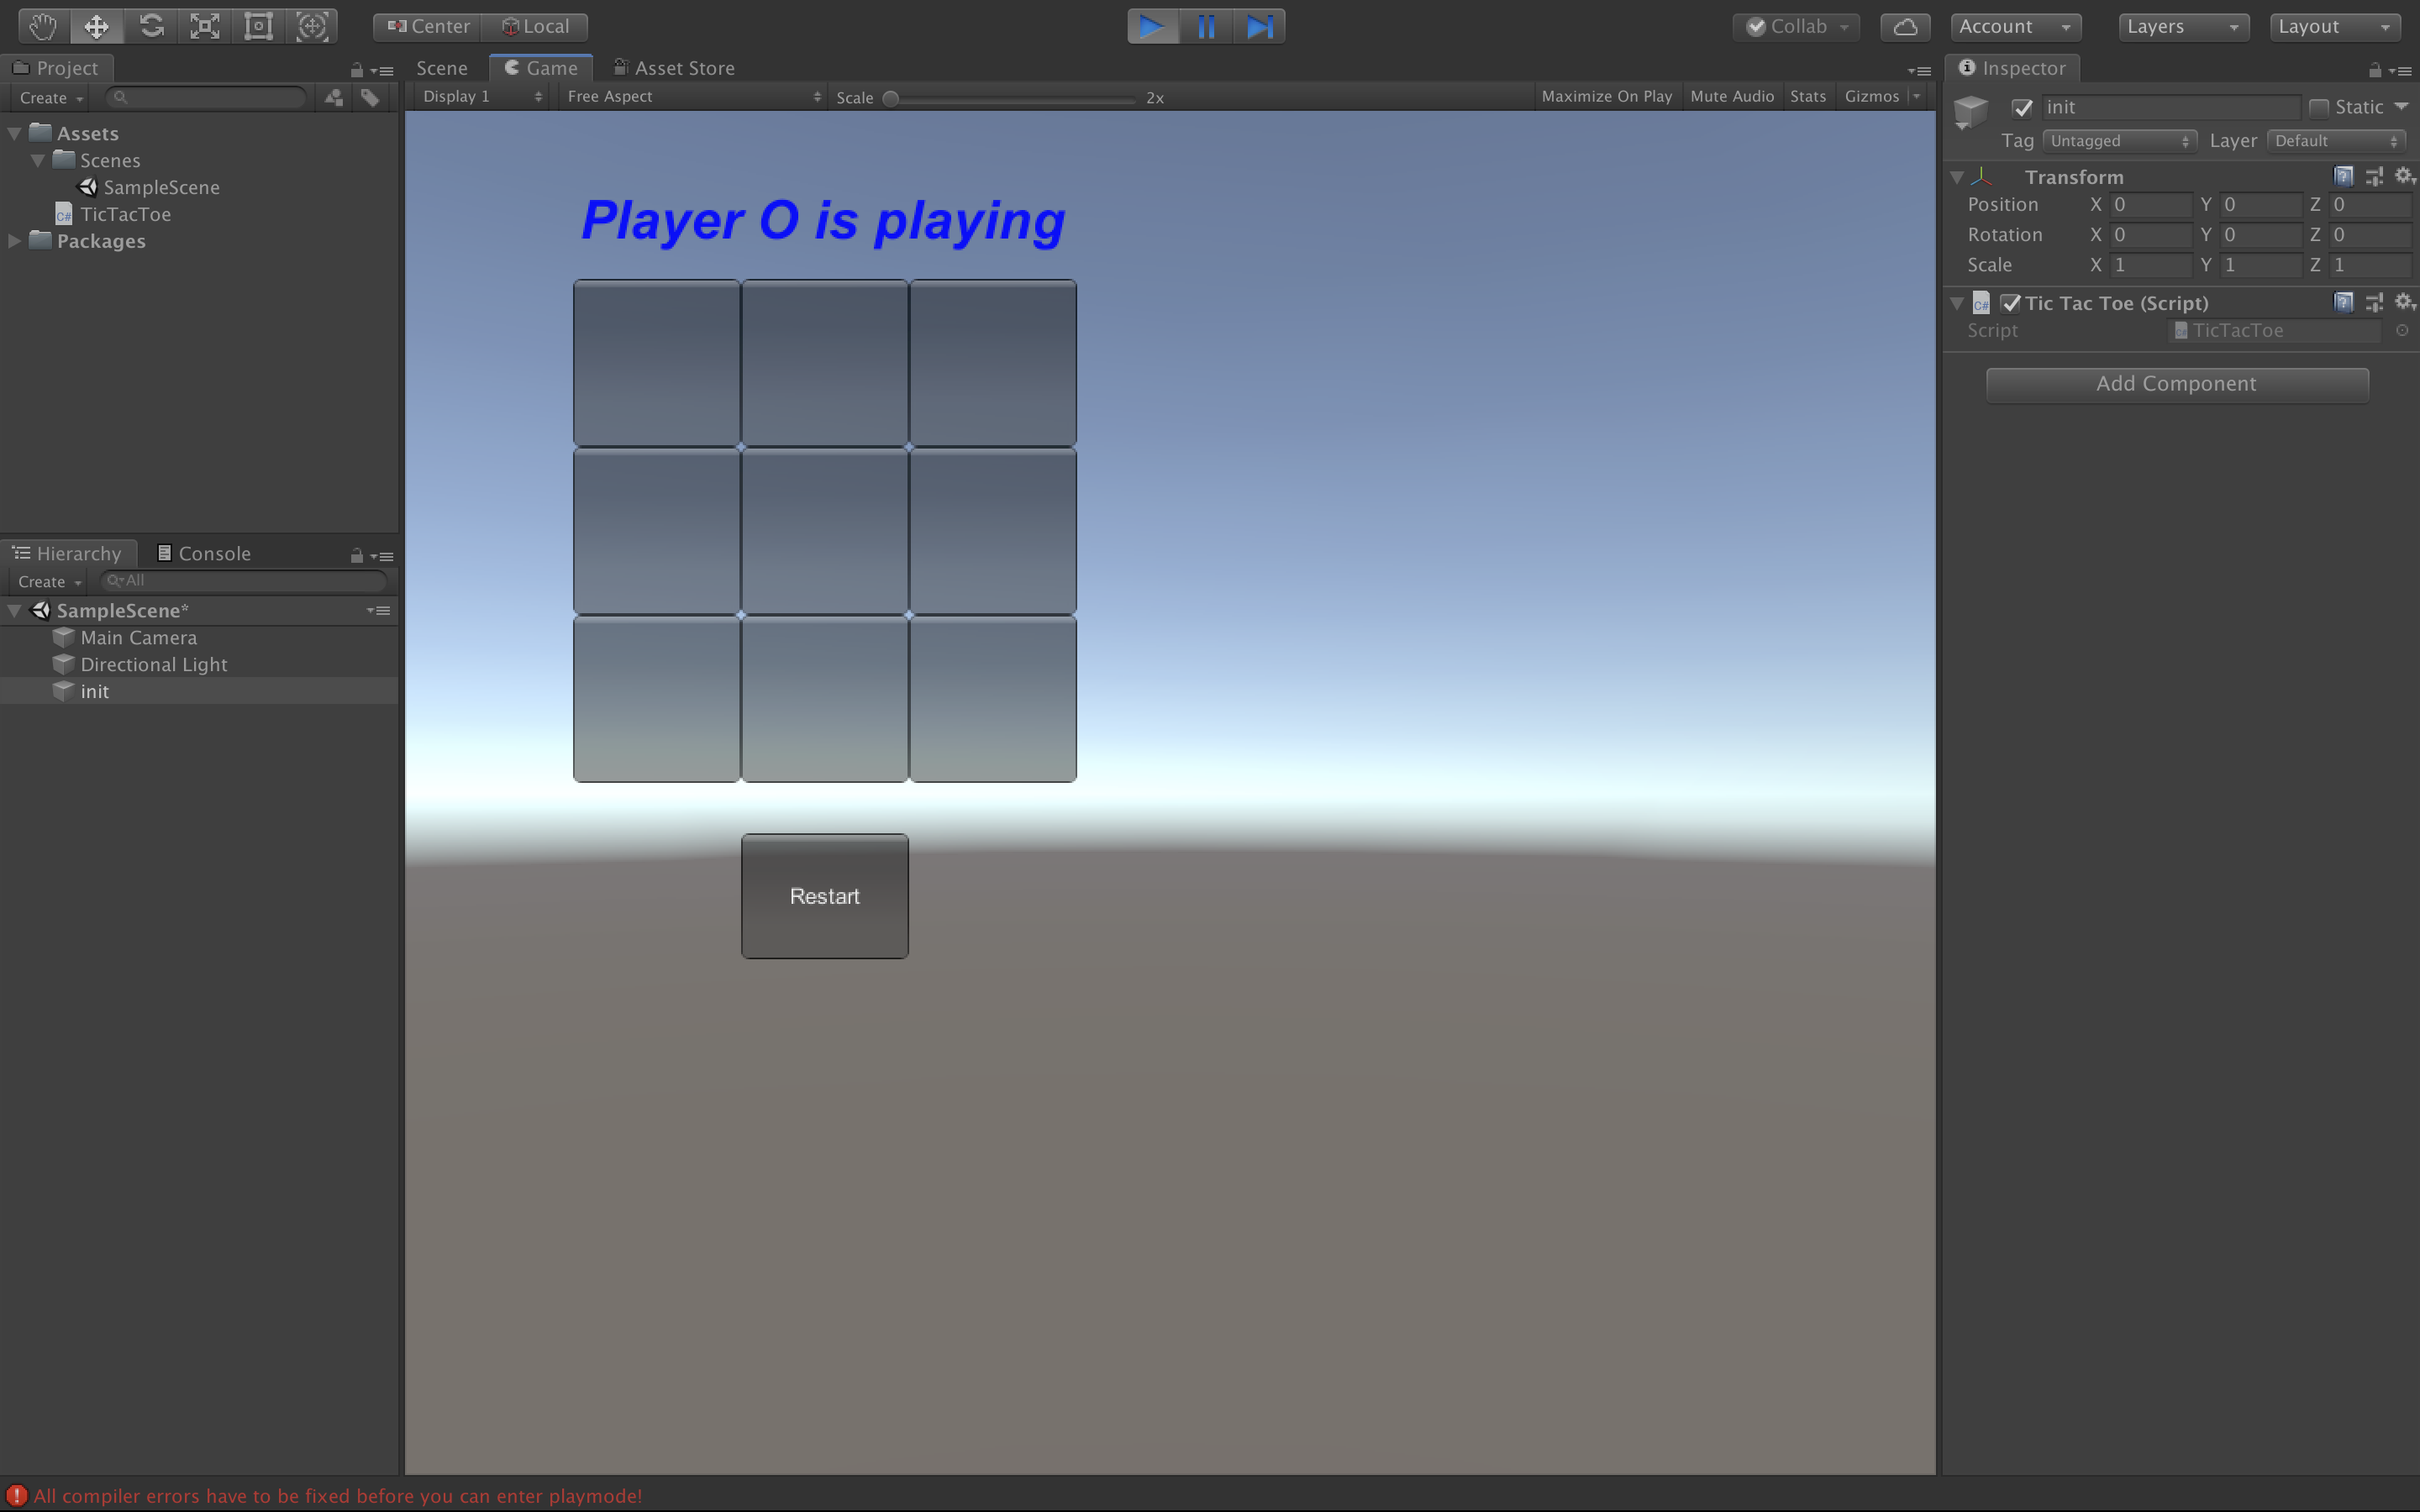 Center Local Collab Account Layers Layout
Project
Create
Assets
Scenes
SampleScene
C# TicTacToe
Packages
Hierarchy Console
Create All
SampleScene*
Main Camera
Directional Light
init
Scene Game Asset Store
Display 1 Free Aspect Scale 2x Maximize On Play Mute Audio Stats Gizmos
Player O is playing
Restart
Inspector
init Static
Tag Untagged Layer Default
Transform
Position X 0 Y 0 Z 0
Rotation X 0 Y 0 Z 0
Scale X 1 Y 1 Z 1
C# Tic Tac Toe (Script)
Script TicTacToe
Add Component
All compiler errors have to be fixed before you can enter playmode!